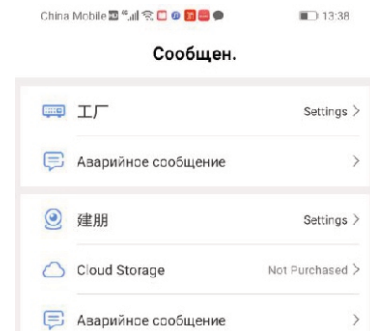 China Mobile 13:38
Сообщен.
工厂 Settings >
Аварийное сообщение >
建朋 Settings >
Cloud Storage Not Purchased >
Аварийное сообщение >